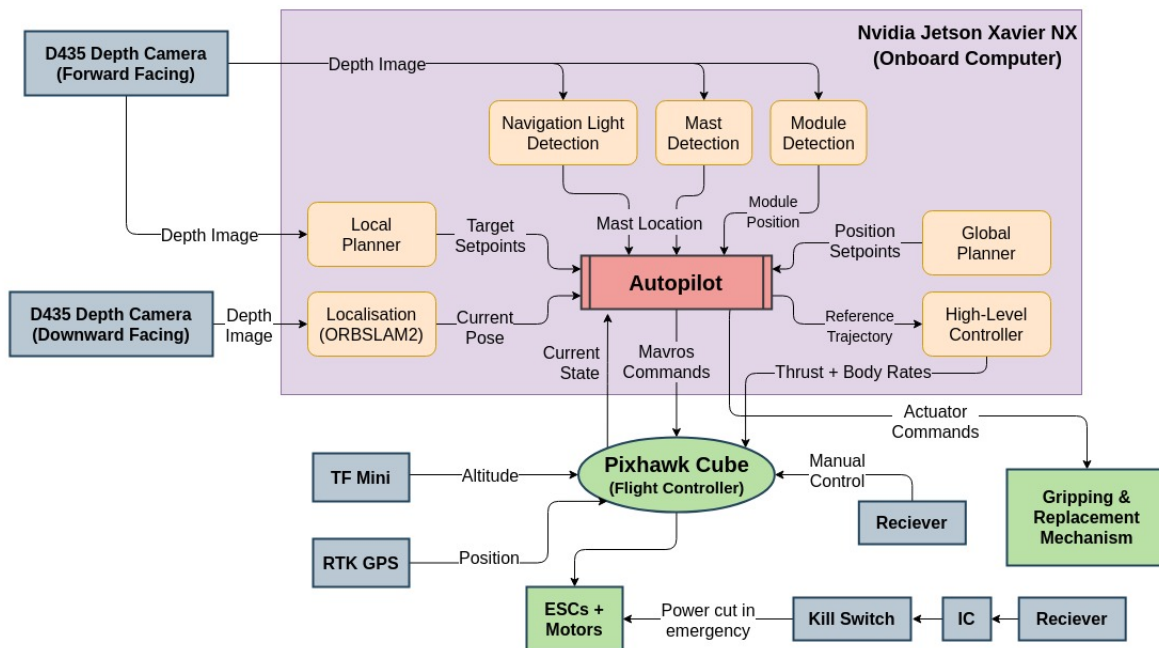 Nvidia Jetson Xavier NX
(Onboard Computer)
D435 Depth Camera
(Forward Facing)
Depth Image
Navigation Light
Detection
Mast
Detection
Module
Detection
Mast Location
Module
Position
Depth Image
Local
Planner
Target
Setpoints
Position
Setpoints
Global
Planner
Autopilot
D435 Depth Camera
(Downward Facing)
Depth
Image
Localisation
(ORBSLAM2)
Current
Pose
Reference
Trajectory
High-Level
Controller
Current
State
Mavros
Commands
Thrust + Body Rates
Actuator
Commands
TF Mini
Altitude
Pixhawk Cube
(Flight Controller)
Manual
Control
Reciever
Gripping &
Replacement
Mechanism
RTK GPS
Position
ESCs +
Motors
Power cut in
emergency
Kill Switch
IC
Reciever